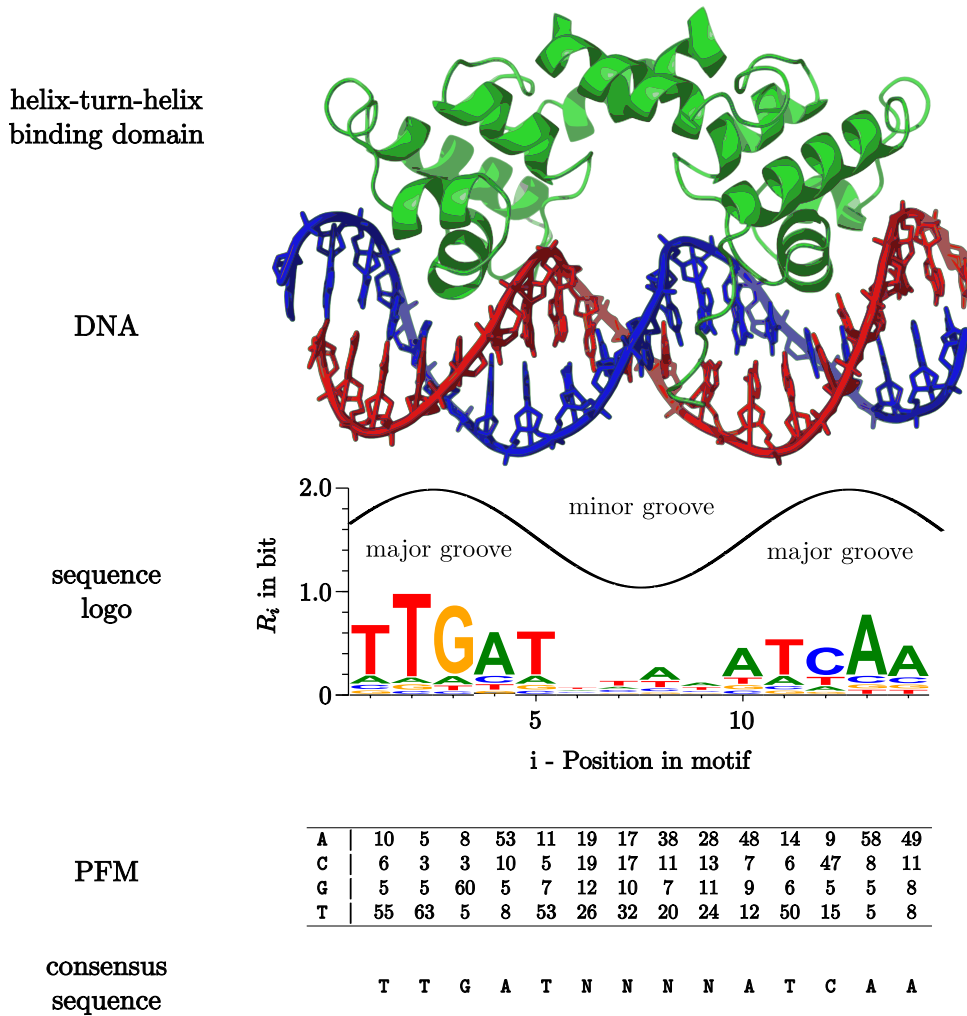 helix-turn-helix
binding domain
DNA
sequence
logo
R_i in bit
2.0
1.0
0
minor groove
major groove
major groove
T T G A T A A T C A A
5 10
i - Position in motif
PFM
A | 10 5 8 53 11 19 17 38 28 48 14 9 58 49
C | 6 3 3 10 5 19 17 11 13 7 6 47 8 11
G | 5 5 60 5 7 12 10 7 11 9 6 5 5 8
T | 55 63 5 8 53 26 32 20 24 12 50 15 5 8
consensus
sequence
T T G A T N N N N A T C A A